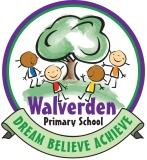 Walverden
Primary School
DREAM BELIEVE ACHIEVE